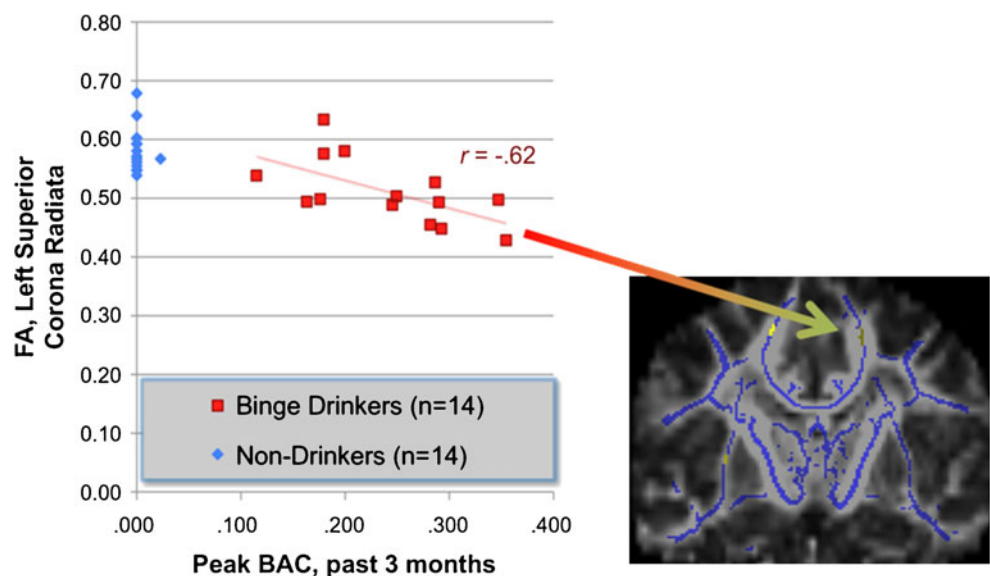 0.80
0.70
0.60
0.50
0.40
0.30
0.20
0.10
0.00
FA, Left Superior
Corona Radiata
r = -.62
Binge Drinkers (n=14)
Non-Drinkers (n=14)
.000 .100 .200 .300 .400
Peak BAC, past 3 months